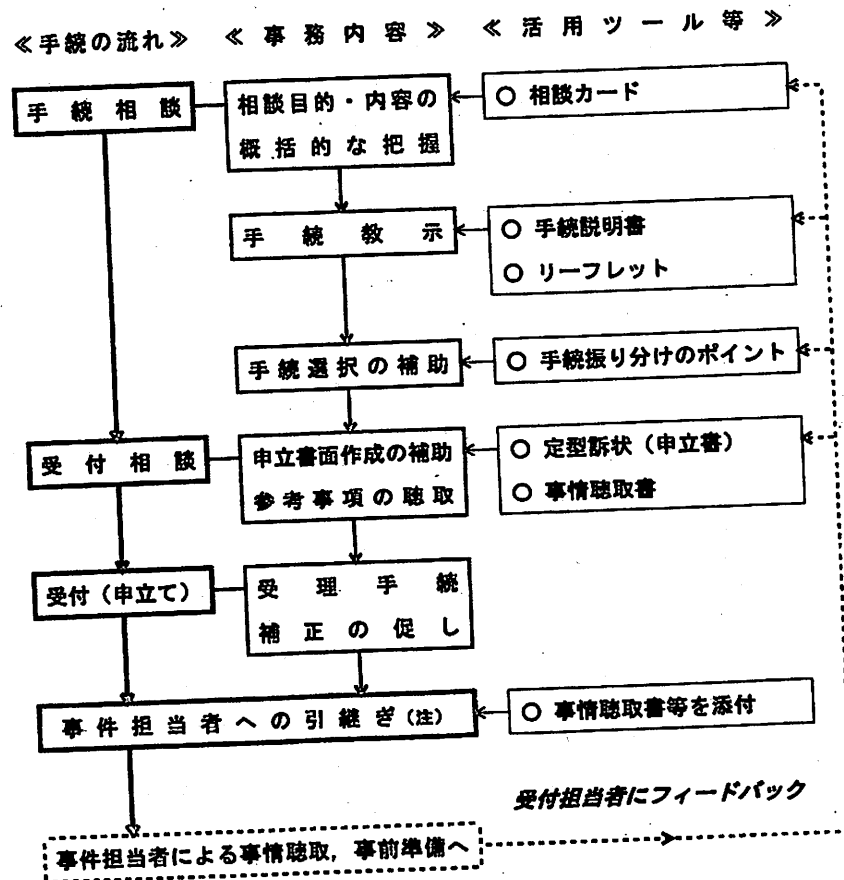 ≪手続の流れ≫ ≪事務内容≫ ≪活用ツール等≫
手続相談
相談目的・内容の
概括的な把握
○ 相談カード
手続教示
○ 手続説明書
○ リーフレット
手続選択の補助
○ 手続振り分けのポイント
受付相談
申立書面作成の補助
参考事項の聴取
○ 定型訴状（申立書）
○ 事情聴取書
受付（申立て）
受理手続
補正の促し
事件担当者への引継ぎ（注）
○ 事情聴取書等を添付
受付担当者にフィードバック
事件担当者による事情聴取，事前準備へ